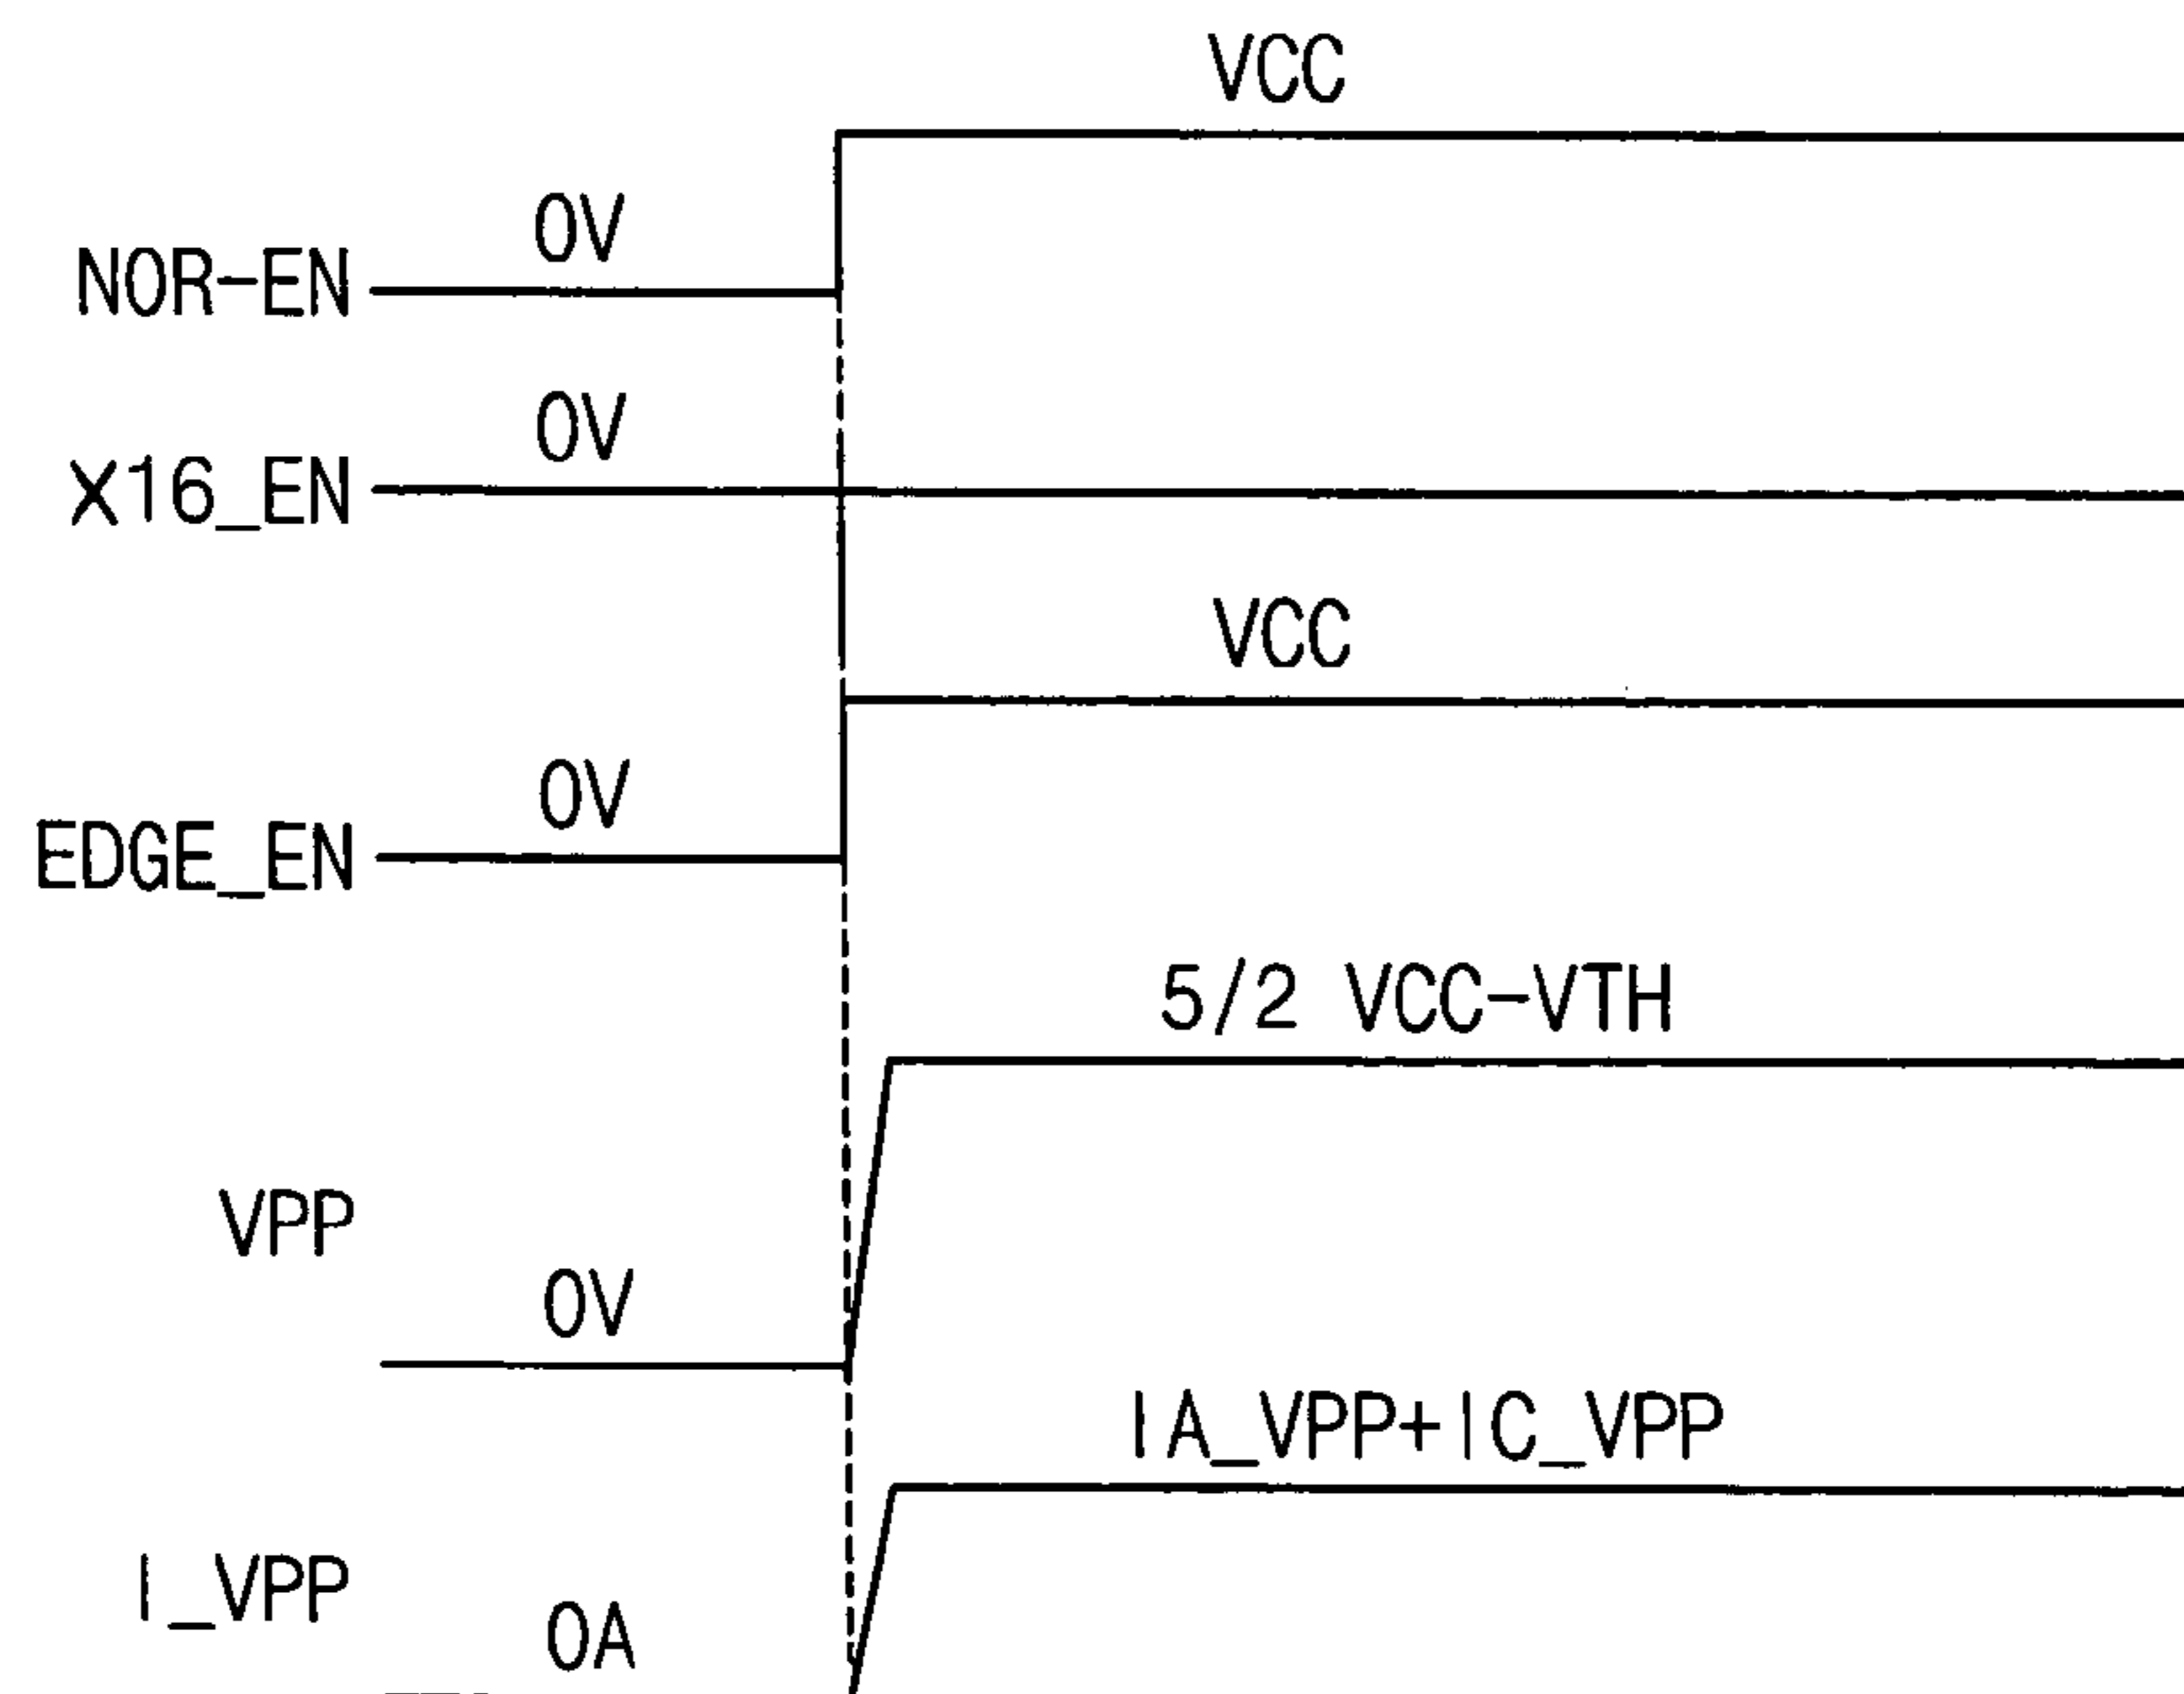 VCC
0V
NOR-EN
0V
X16_EN
VCC
0V
EDGE_EN
5/2 VCC-VTH
VPP
0V
IA_VPP+IC_VPP
I_VPP
0A